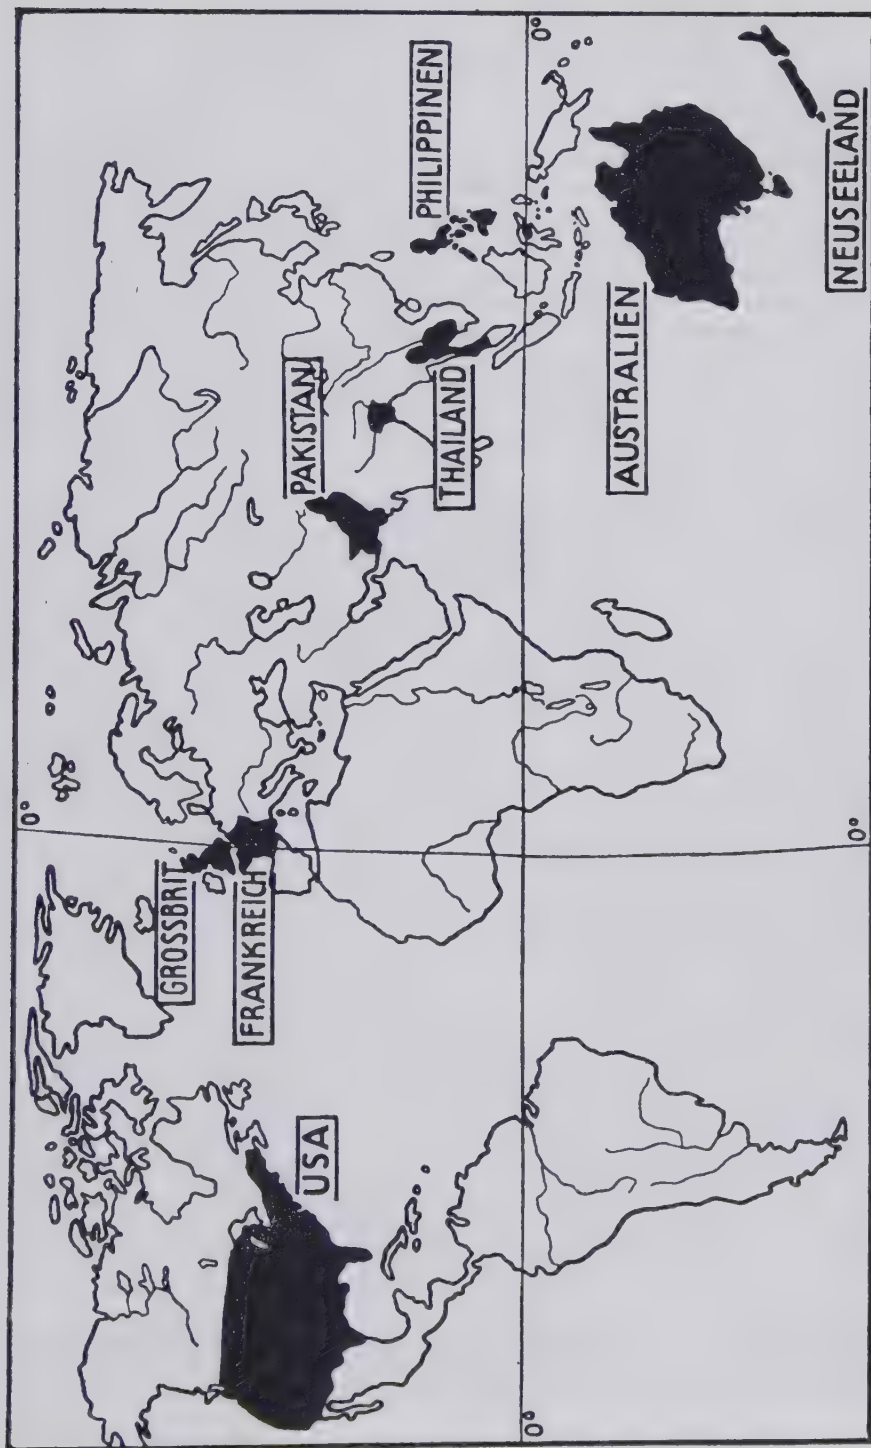 0°
GROSSBRIT
FRANKREICH
USA
PAKISTAN
THAILAND
PHILIPPINEN
0°
0°
AUSTRALIEN
NEUSEELAND
0°